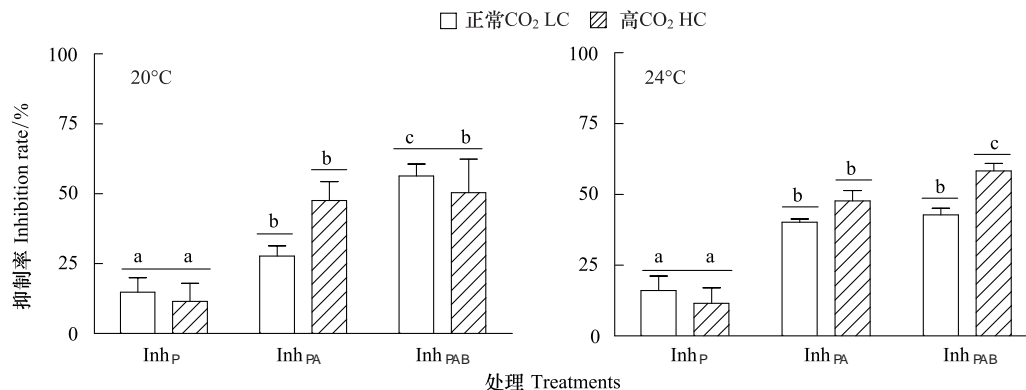 正常CO₂ LC 高CO₂ HC
抑制率 Inhibition rate/%
100
75
50
25
0
20°C
a a b b c b
Inh P Inh PA Inh PAB
100
75
50
25
0
24°C
a a b b b c
Inh P Inh PA Inh PAB
处理 Treatments